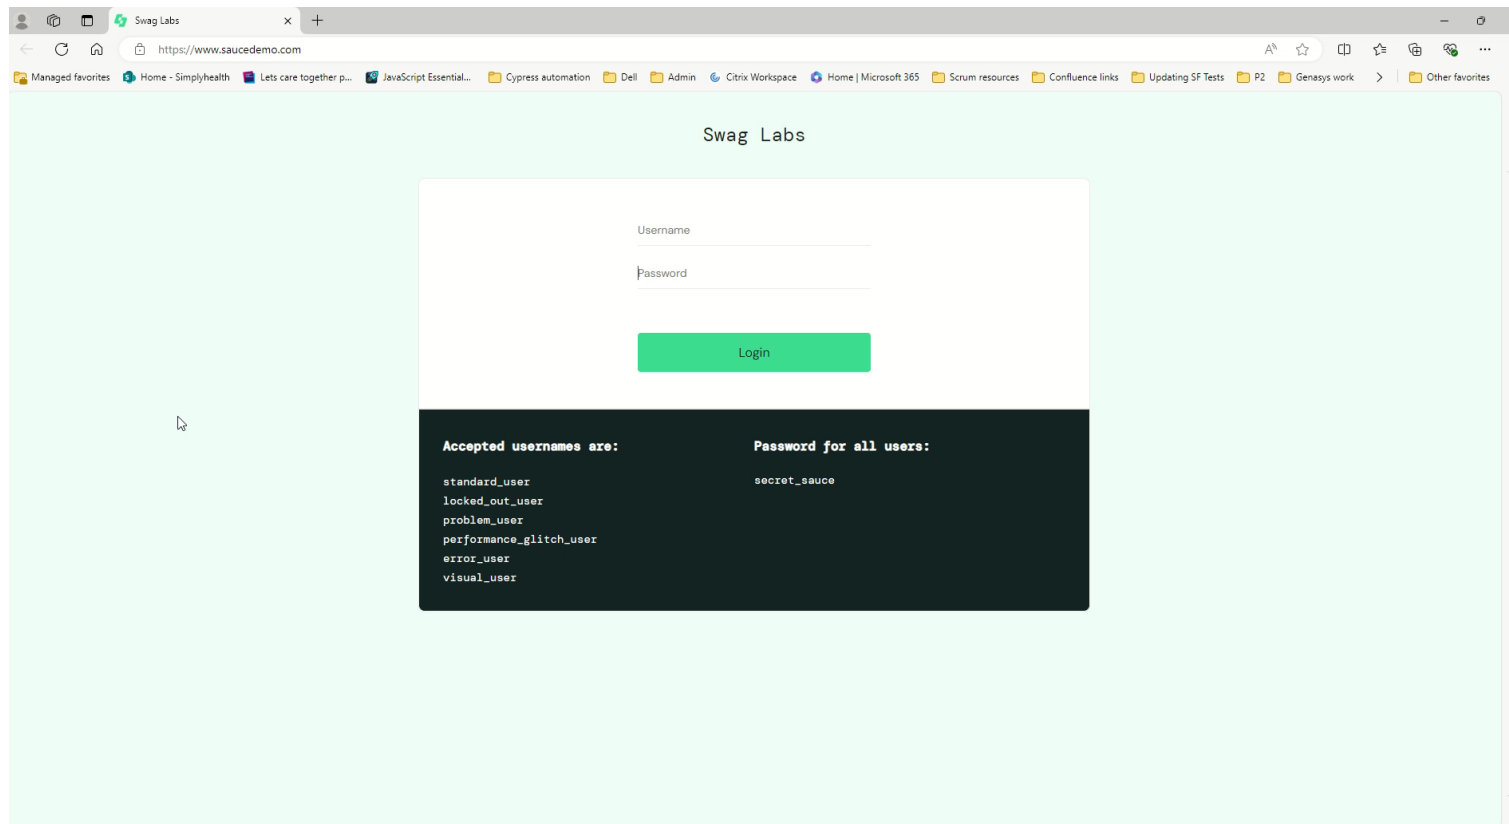 Swag Labs
https://www.saucedemo.com
Managed favorites Home - Simplyhealth Lets care together p... JavaScript Essential... Cypress automation Dell Admin Citrix Workspace Home | Microsoft 365 Scrum resources Confluence links Updating SF Tests P2 Genasys work Other favorites
Swag Labs
Username
Password
Login
Accepted usernames are:
standard_user
locked_out_user
problem_user
performance_glitch_user
error_user
visual_user
Password for all users:
secret_sauce